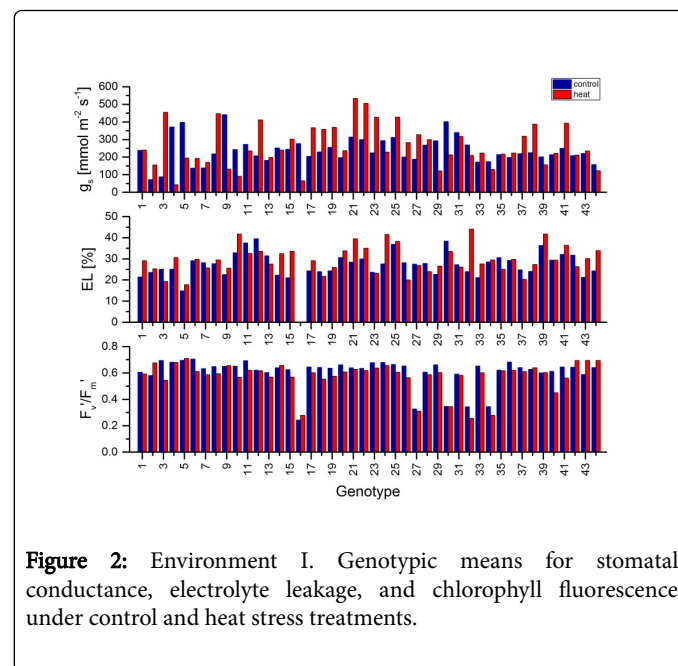 600
500
400
300
200
100
0
gs [mmol m-2 s-1]
control
heat
1 3 5 7 9 11 13 15 17 19 21 23 25 27 29 31 33 35 37 39 41 43
50
40
30
20
10
0
EL [%]
1 3 5 7 9 11 13 15 17 19 21 23 25 27 29 31 33 35 37 39 41 43
0.8
0.6
0.4
0.2
0.0
Fv'/Fm'
1 3 5 7 9 11 13 15 17 19 21 23 25 27 29 31 33 35 37 39 41 43
Genotype
Figure 2: Environment I. Genotypic means for stomatal
conductance, electrolyte leakage, and chlorophyll fluorescence
under control and heat stress treatments.